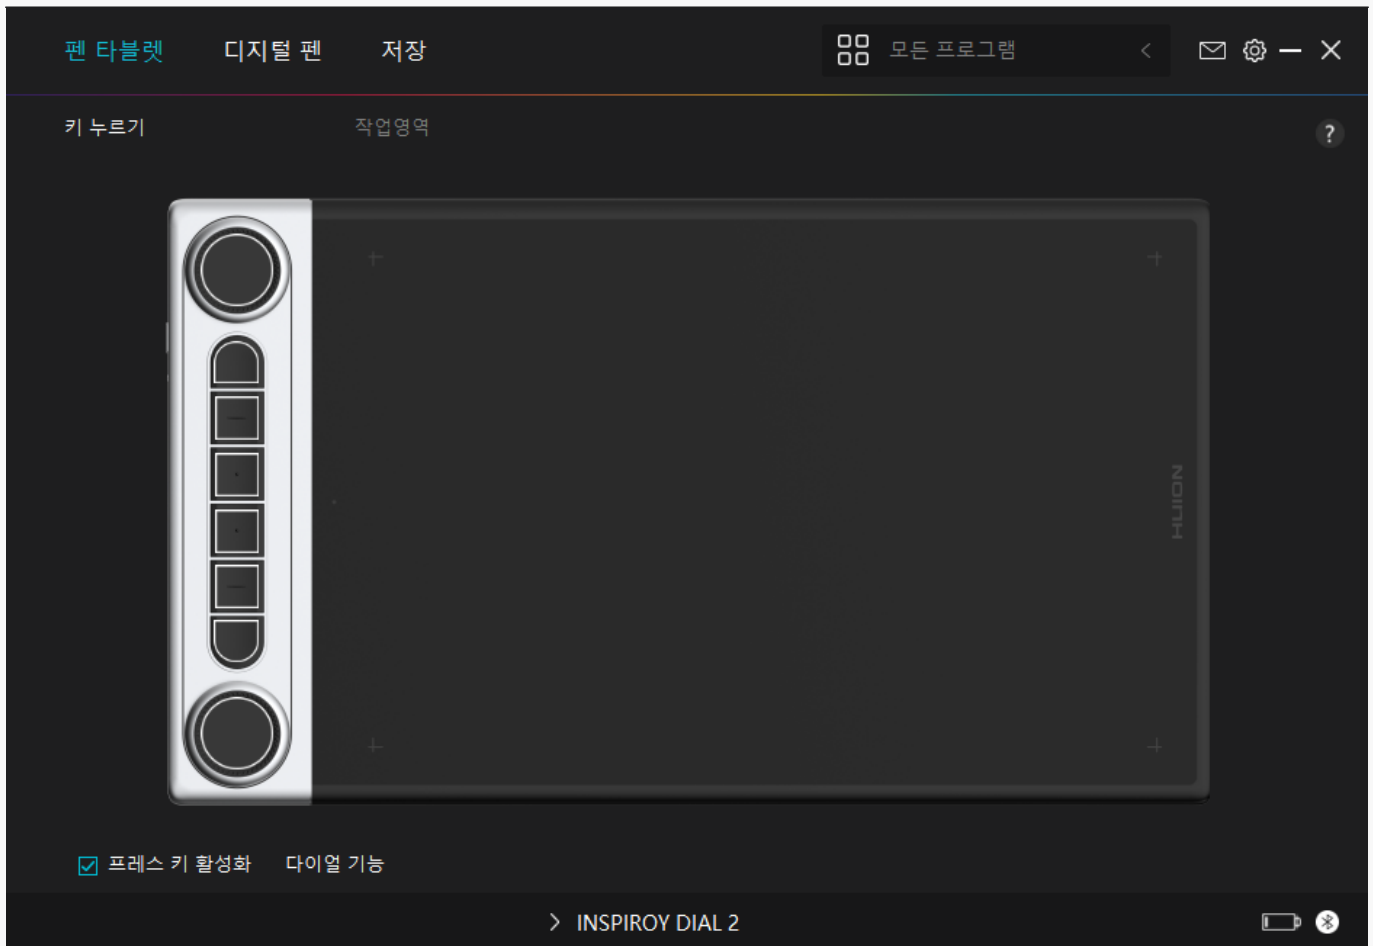 펜 타블렛 디지털 펜 저장 모든 프로그램
키 누르기 작업영역
?
HUION
프레스 키 활성화 다이얼 기능
INSPIROY DIAL 2